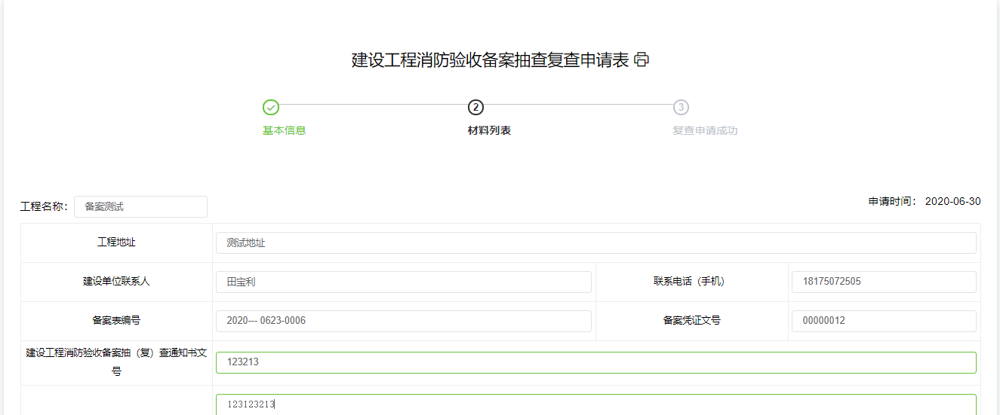 建设工程消防验收备案抽查复查申请表
2
3
基本信息
材料列表
复查申请成功
工程名称： 备案测试
申请时间： 2020-06-30
工程地址 测试地址
建设单位联系人 田宝利 联系电话（手机） 18175072505
备案表编号 2020--- 0623-0006 备案凭证文号 00000012
建设工程消防验收备案抽（复）查通知书文
号
123213
123123213